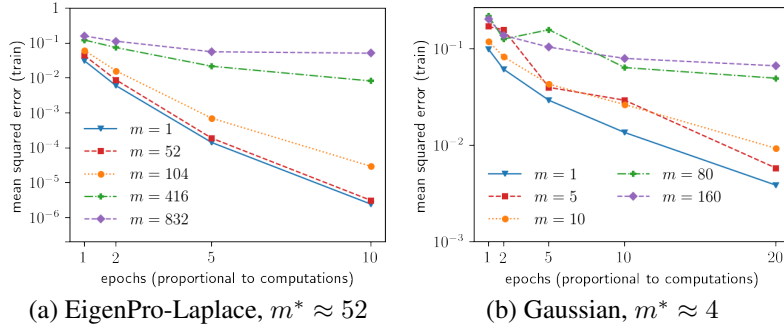 mean squared error (train)
10⁻¹
10⁻²
10⁻³
10⁻⁴
10⁻⁵
10⁻⁶
m = 1
m = 52
m = 104
m = 416
m = 832
1 2 5 10
epochs (proportional to computations)
(a) EigenPro-Laplace, m* ≈ 52
mean squared error (train)
10⁻¹
10⁻²
10⁻³
m = 1
m = 5
m = 10
m = 80
m = 160
1 2 5 10 20
epochs (proportional to computations)
(b) Gaussian, m* ≈ 4